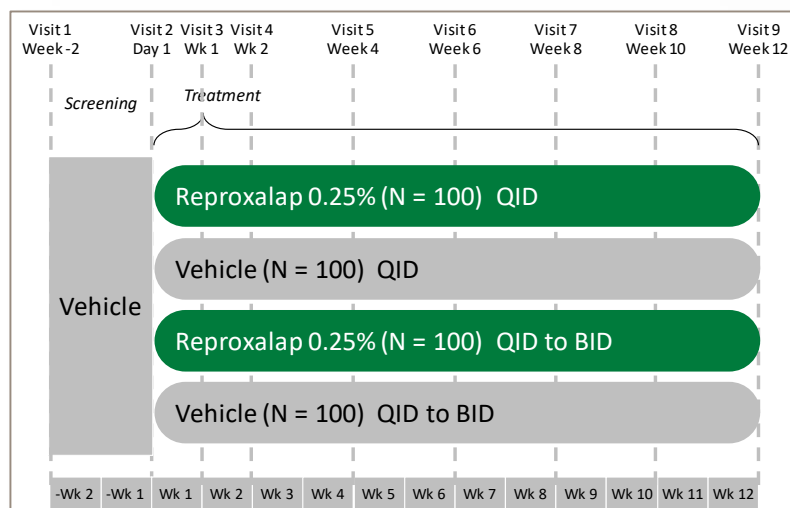 Visit 1 Visit 2 Visit 3 Visit 4 Visit 5 Visit 6 Visit 7 Visit 8 Visit 9
Week -2 Day 1 Wk 1 Wk 2 Week 4 Week 6 Week 8 Week 10 Week 12
Screening Treatment
Reproxalap 0.25% (N = 100) QID
Vehicle (N = 100) QID
Vehicle
Reproxalap 0.25% (N = 100) QID to BID
Vehicle (N = 100) QID to BID
-Wk 2 -Wk 1 Wk 1 Wk 2 Wk 3 Wk 4 Wk 5 Wk 6 Wk 7 Wk 8 Wk 9 Wk 10 Wk 11 Wk 12